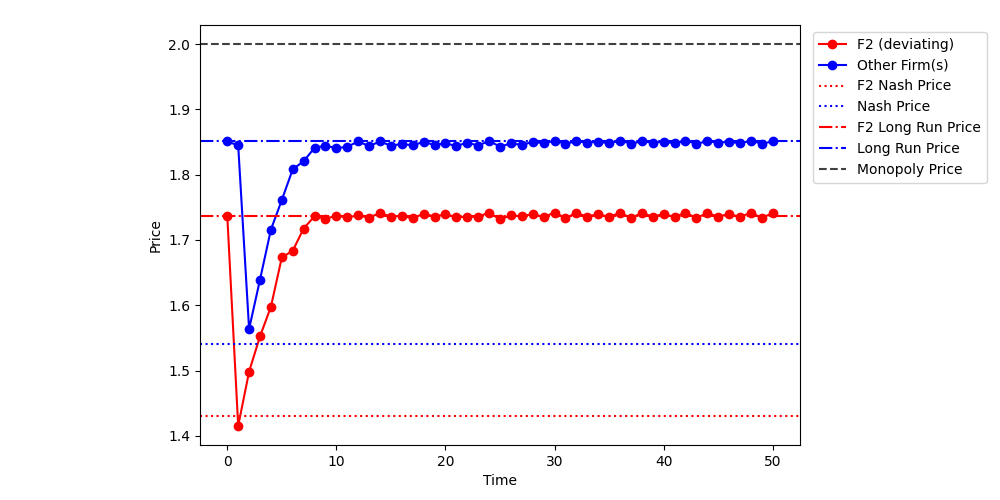 2.0
1.9
1.8
1.7
1.6
1.5
1.4
Price
0
10
20
30
40
50
Time
F2 (deviating)
Other Firm(s)
F2 Nash Price
Nash Price
F2 Long Run Price
Long Run Price
Monopoly Price